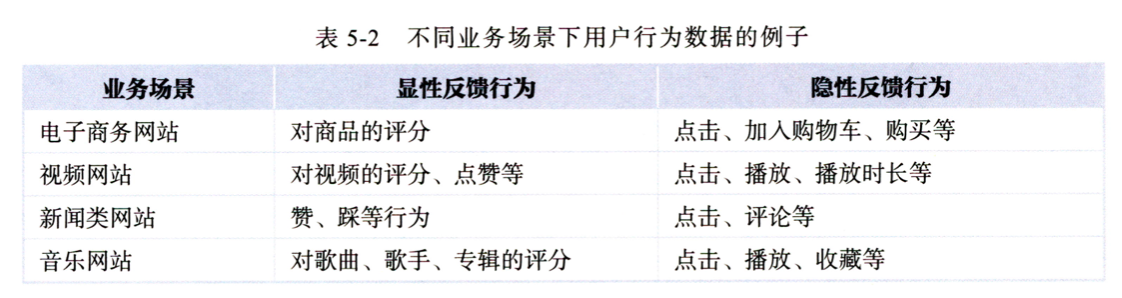 表 5-2 不同业务场景下用户行为数据的例子
业务场景 显性反馈行为 隐性反馈行为
电子商务网站 对商品的评分 点击、加入购物车、购买等
视频网站 对视频的评分、点赞等 点击、播放、播放时长等
新闻类网站 赞、踩等行为 点击、评论等
音乐网站 对歌曲、歌手、专辑的评分 点击、播放、收藏等